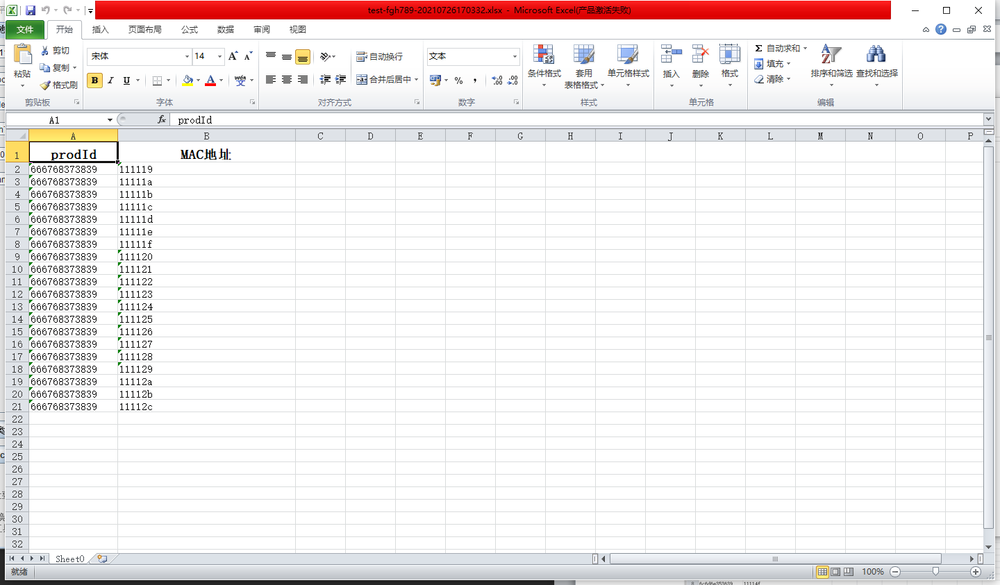 test-fgh789-20210726170332.xlsx - Microsoft Excel(产品激活失败)
文件 开始 插入 页面布局 公式 数据 审阅 视图
粘贴 剪切 复制 格式刷 剪贴板
宋体 14 B I U A 字体
自动换行 合并后居中 对齐方式
文本 % , 数字
条件格式 套用表格格式 单元格样式 样式
插入 删除 格式 单元格
Σ 自动求和 填充 清除 排序和筛选 查找和选择 编辑
A1 fx prodId
A B C D E F G H I J K L M N O P
1 prodId MAC地址
2 666768373839 111119
3 666768373839 11111a
4 666768373839 11111b
5 666768373839 11111c
6 666768373839 11111d
7 666768373839 11111e
8 666768373839 11111f
9 666768373839 111120
10 666768373839 111121
11 666768373839 111122
12 666768373839 111123
13 666768373839 111124
14 666768373839 111125
15 666768373839 111126
16 666768373839 111127
17 666768373839 111128
18 666768373839 111129
19 666768373839 11112a
20 666768373839 11112b
21 666768373839 11112c
22
23
24
25
26
27
28
29
30
31
32
Sheet0
就绪 100%